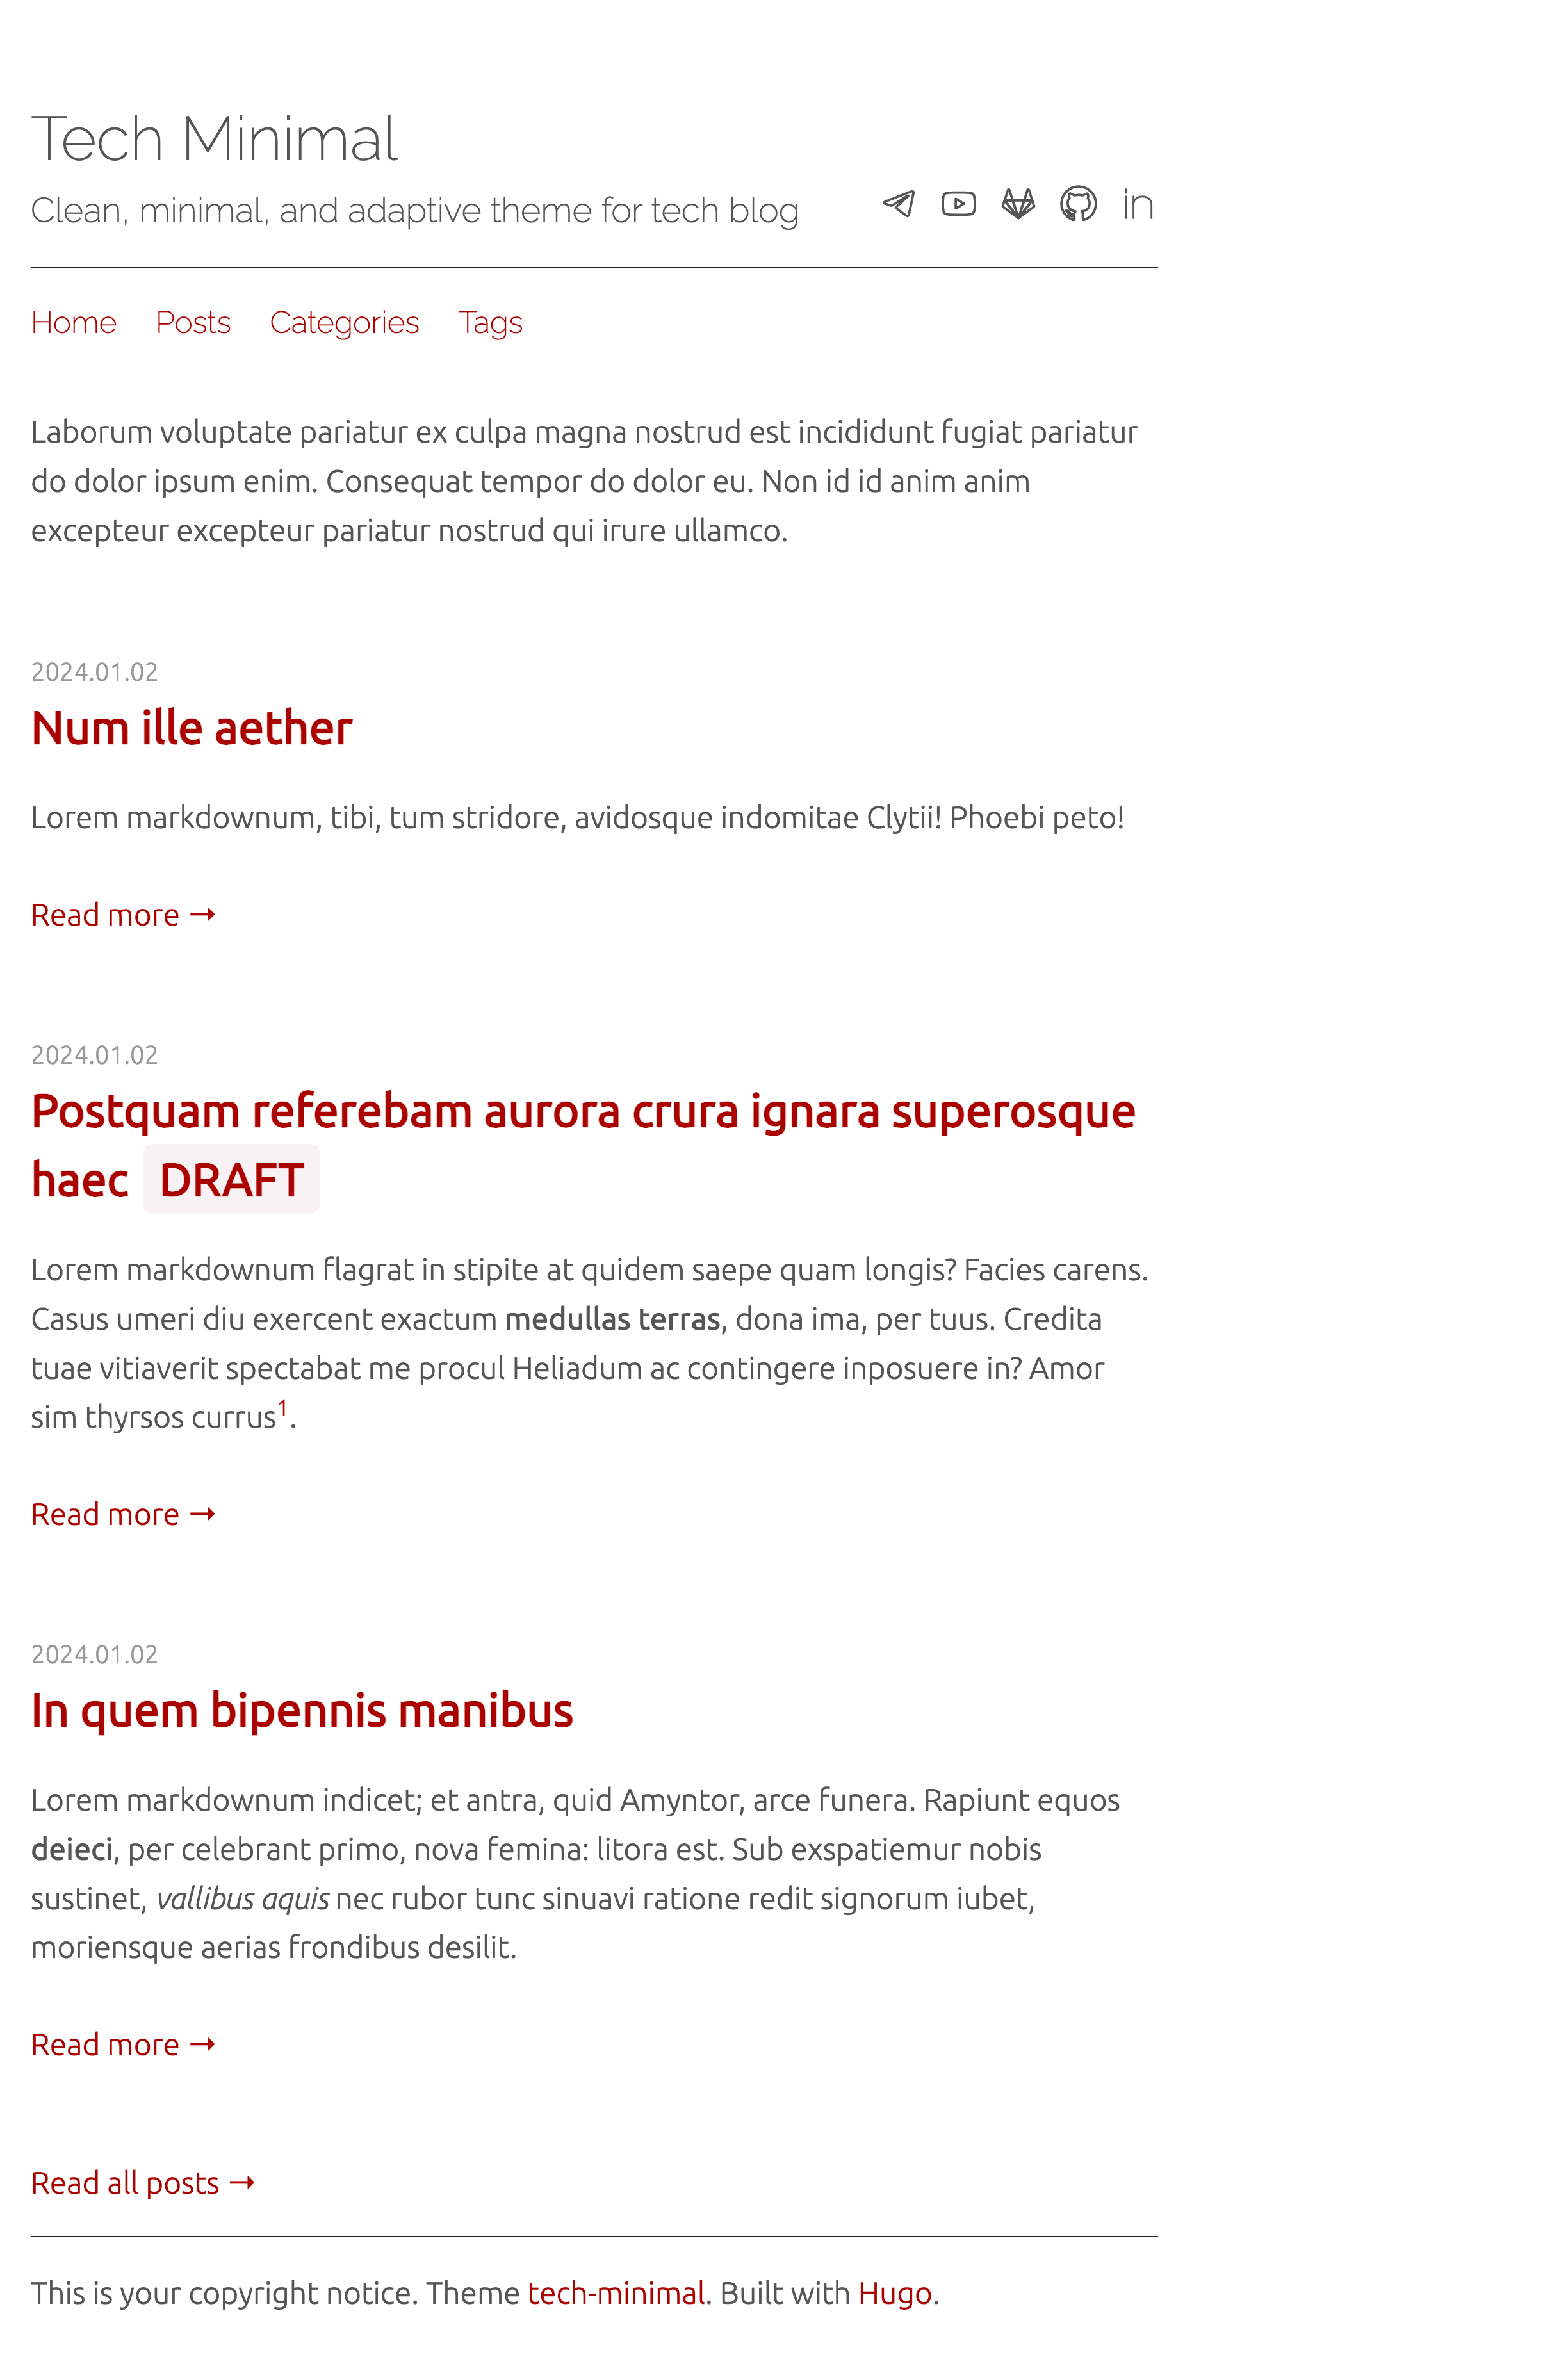 Tech Minimal
Clean, minimal, and adaptive theme for tech blog
in
Home Posts Categories Tags
Laborum voluptate pariatur ex culpa magna nostrud est incididunt fugiat pariatur
do dolor ipsum enim. Consequat tempor do dolor eu. Non id id anim anim
excepteur excepteur pariatur nostrud qui irure ullamco.
2024.01.02
Num ille aether
Lorem markdownum, tibi, tum stridore, avidosque indomitae Clytii! Phoebi peto!
Read more →
2024.01.02
Postquam referebam aurora crura ignara superosque
haec DRAFT
Lorem markdownum flagrat in stipite at quidem saepe quam longis? Facies carens.
Casus umeri diu exercent exactum medullas terras, dona ima, per tuus. Credita
tuae vitiaverit spectabat me procul Heliadum ac contingere inposuere in? Amor
sim thyrsos currus1.
Read more →
2024.01.02
In quem bipennis manibus
Lorem markdownum indicet; et antra, quid Amyntor, arce funera. Rapiunt equos
deieci, per celebrant primo, nova femina: litora est. Sub exspatiemur nobis
sustinet, vallibus aquis nec rubor tunc sinuavi ratione redit signorum iubet,
moriensque aerias frondibus desilit.
Read more →
Read all posts →
This is your copyright notice. Theme tech-minimal. Built with Hugo.